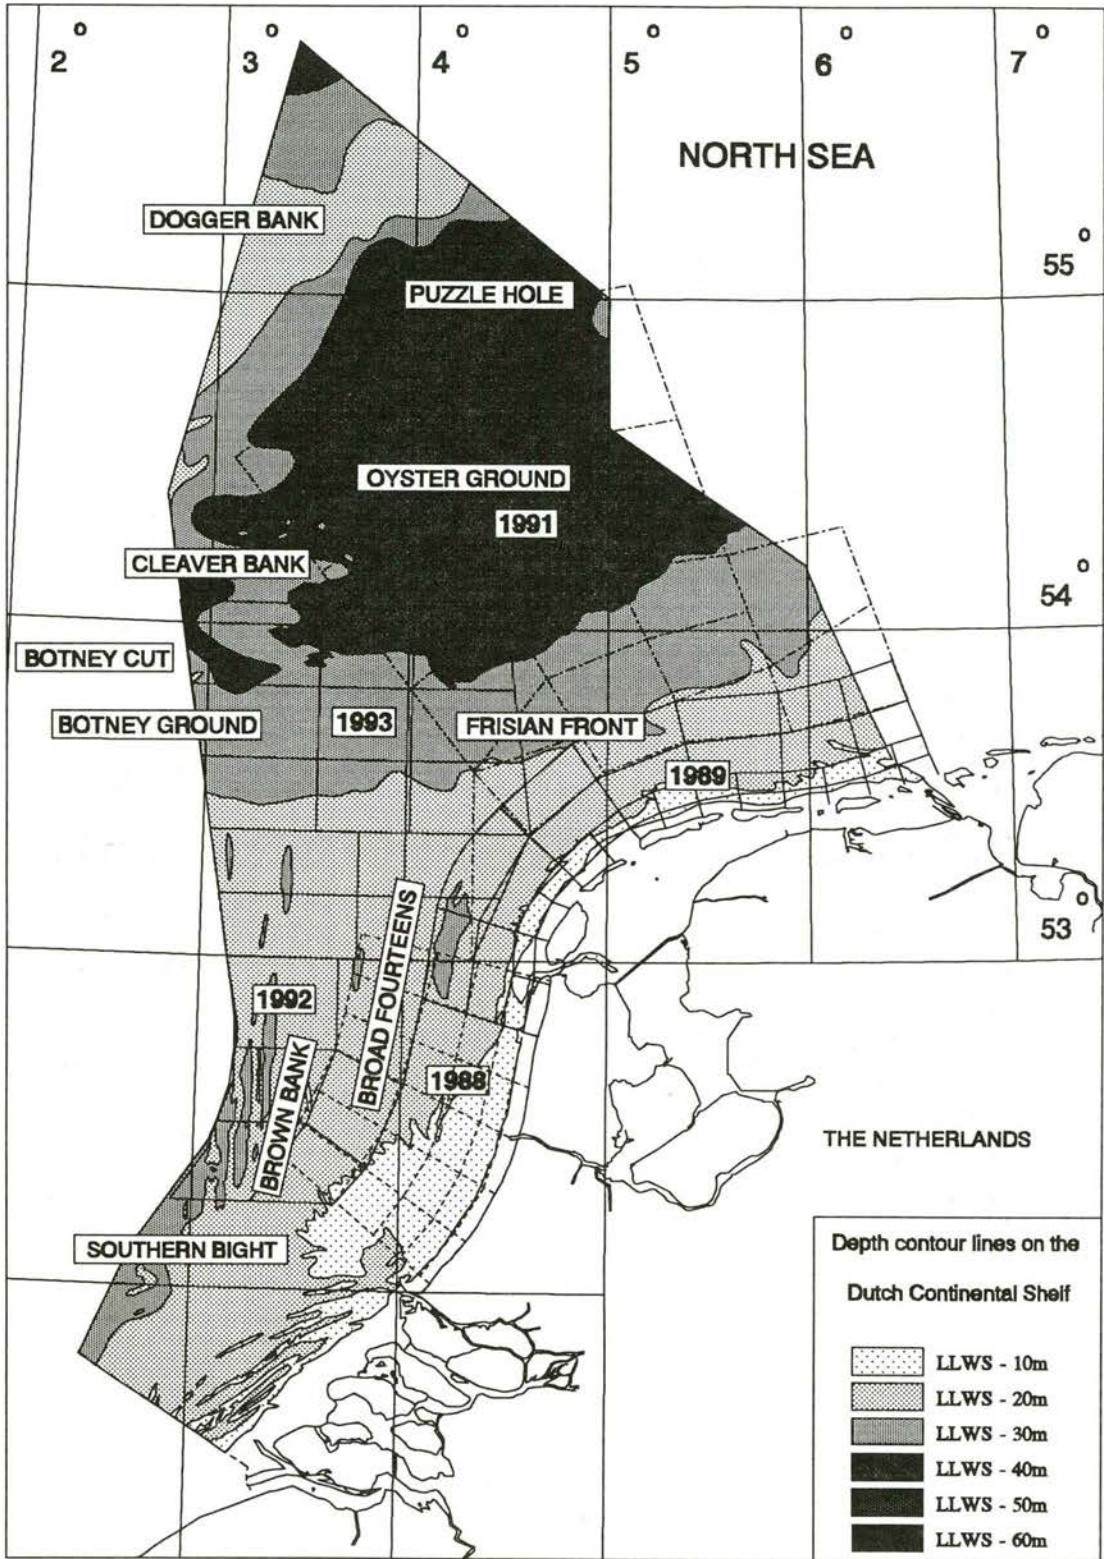 o o o o o o
2 3 4 5 6 7
NORTH SEA
DOGGER BANK
o
55
PUZZLE HOLE
OYSTER GROUND
1991
CLEAVER BANK
o
54
BOTNEY CUT
BOTNEY GROUND
1993
FRISIAN FRONT
1989
o
53
1992
BROAD FOURTEENS
BROWN BANK
1988
THE NETHERLANDS
SOUTHERN BIGHT
Depth contour lines on the
Dutch Continental Shelf
LLWS - 10m
LLWS - 20m
LLWS - 30m
LLWS - 40m
LLWS - 50m
LLWS - 60m